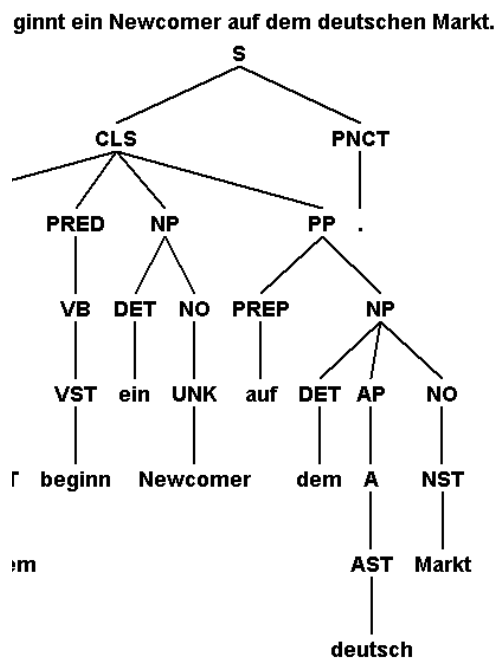 ginnt ein Newcomer auf dem deutschen Markt.
S
CLS PNCT
PRED NP PP .
VB DET NO PREP NP
VST ein UNK auf DET AP NO
T beginn Newcomer dem A NST
em AST Markt
deutsch